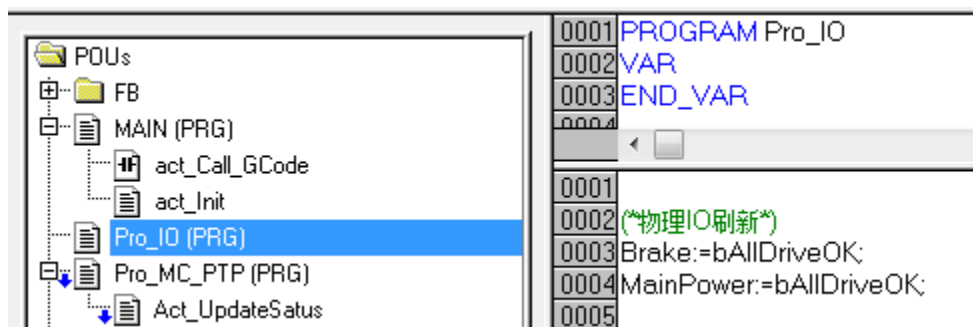 POUs
FB
MAIN (PRG)
act_Call_GCode
act_Init
Pro_IO (PRG)
Pro_MC_PTP (PRG)
Act_UpdateSatus
0001 PROGRAM Pro_IO
0002 VAR
0003 END_VAR
0004
0001
0002 (*物理IO刷新*)
0003 Brake:=bAllDriveOK;
0004 MainPower:=bAllDriveOK;
0005